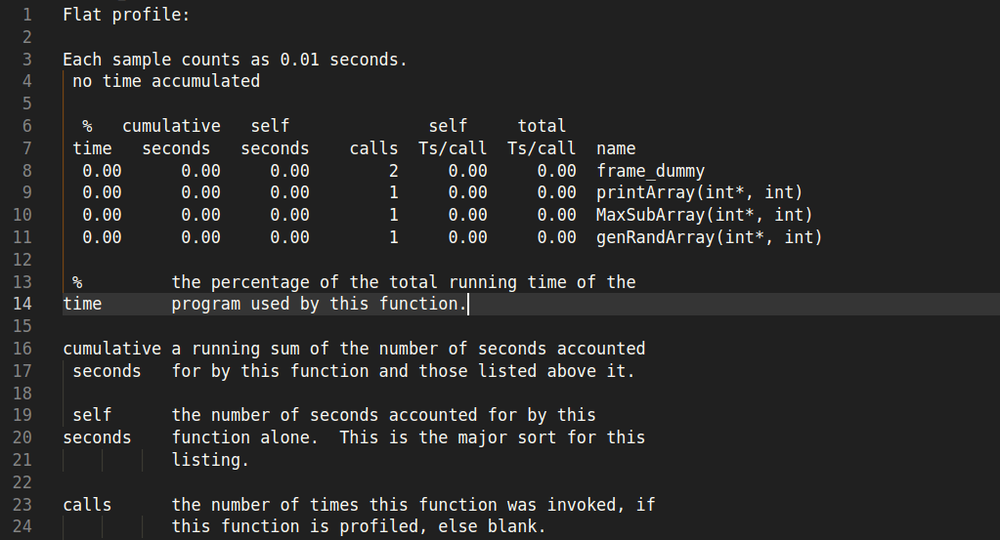 1 Flat profile:
2
3 Each sample counts as 0.01 seconds.
4 no time accumulated
5
6 % cumulative self self total
7 time seconds seconds calls Ts/call Ts/call name
8 0.00 0.00 0.00 2 0.00 0.00 frame_dummy
9 0.00 0.00 0.00 1 0.00 0.00 printArray(int*, int)
10 0.00 0.00 0.00 1 0.00 0.00 MaxSubArray(int*, int)
11 0.00 0.00 0.00 1 0.00 0.00 genRandArray(int*, int)
12
13 % the percentage of the total running time of the
14 time program used by this function.
15
16 cumulative a running sum of the number of seconds accounted
17 seconds for by this function and those listed above it.
18
19 self the number of seconds accounted for by this
20 seconds function alone.  This is the major sort for this
21 listing.
22
23 calls the number of times this function was invoked, if
24 this function is profiled, else blank.